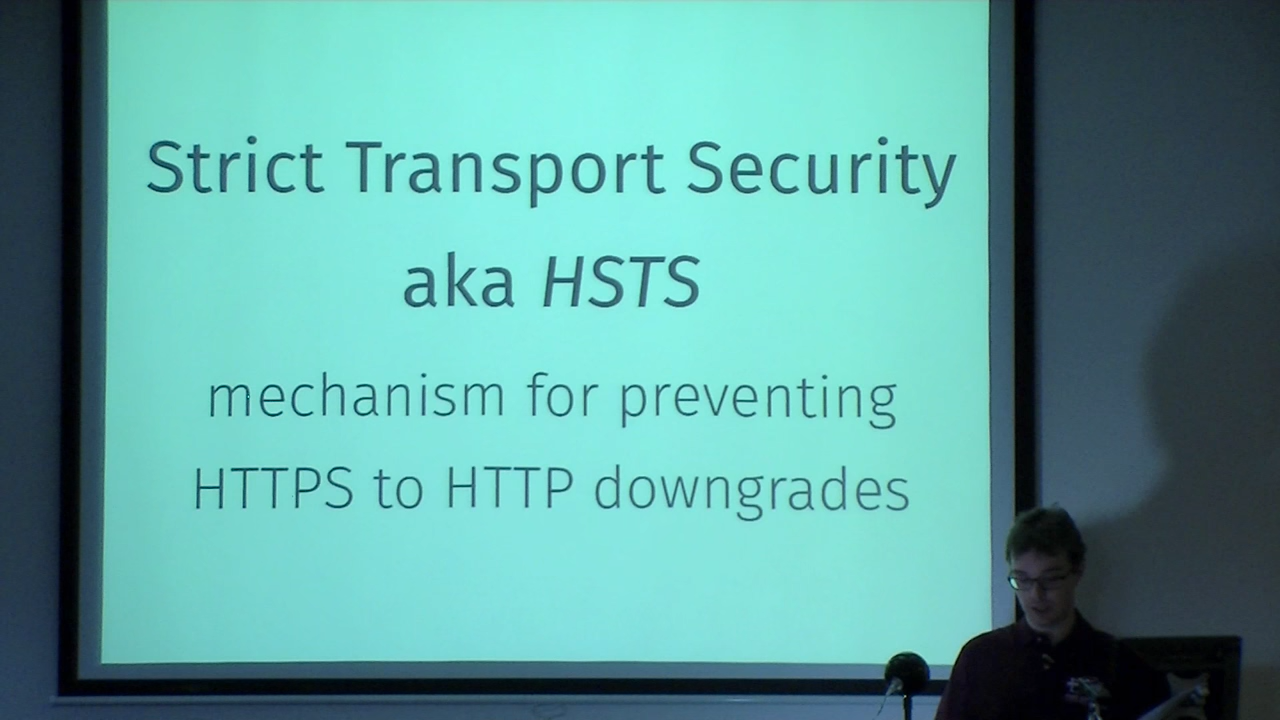 Strict Transport Security
aka HSTS
mechanism for preventing
HTTPS to HTTP downgrades